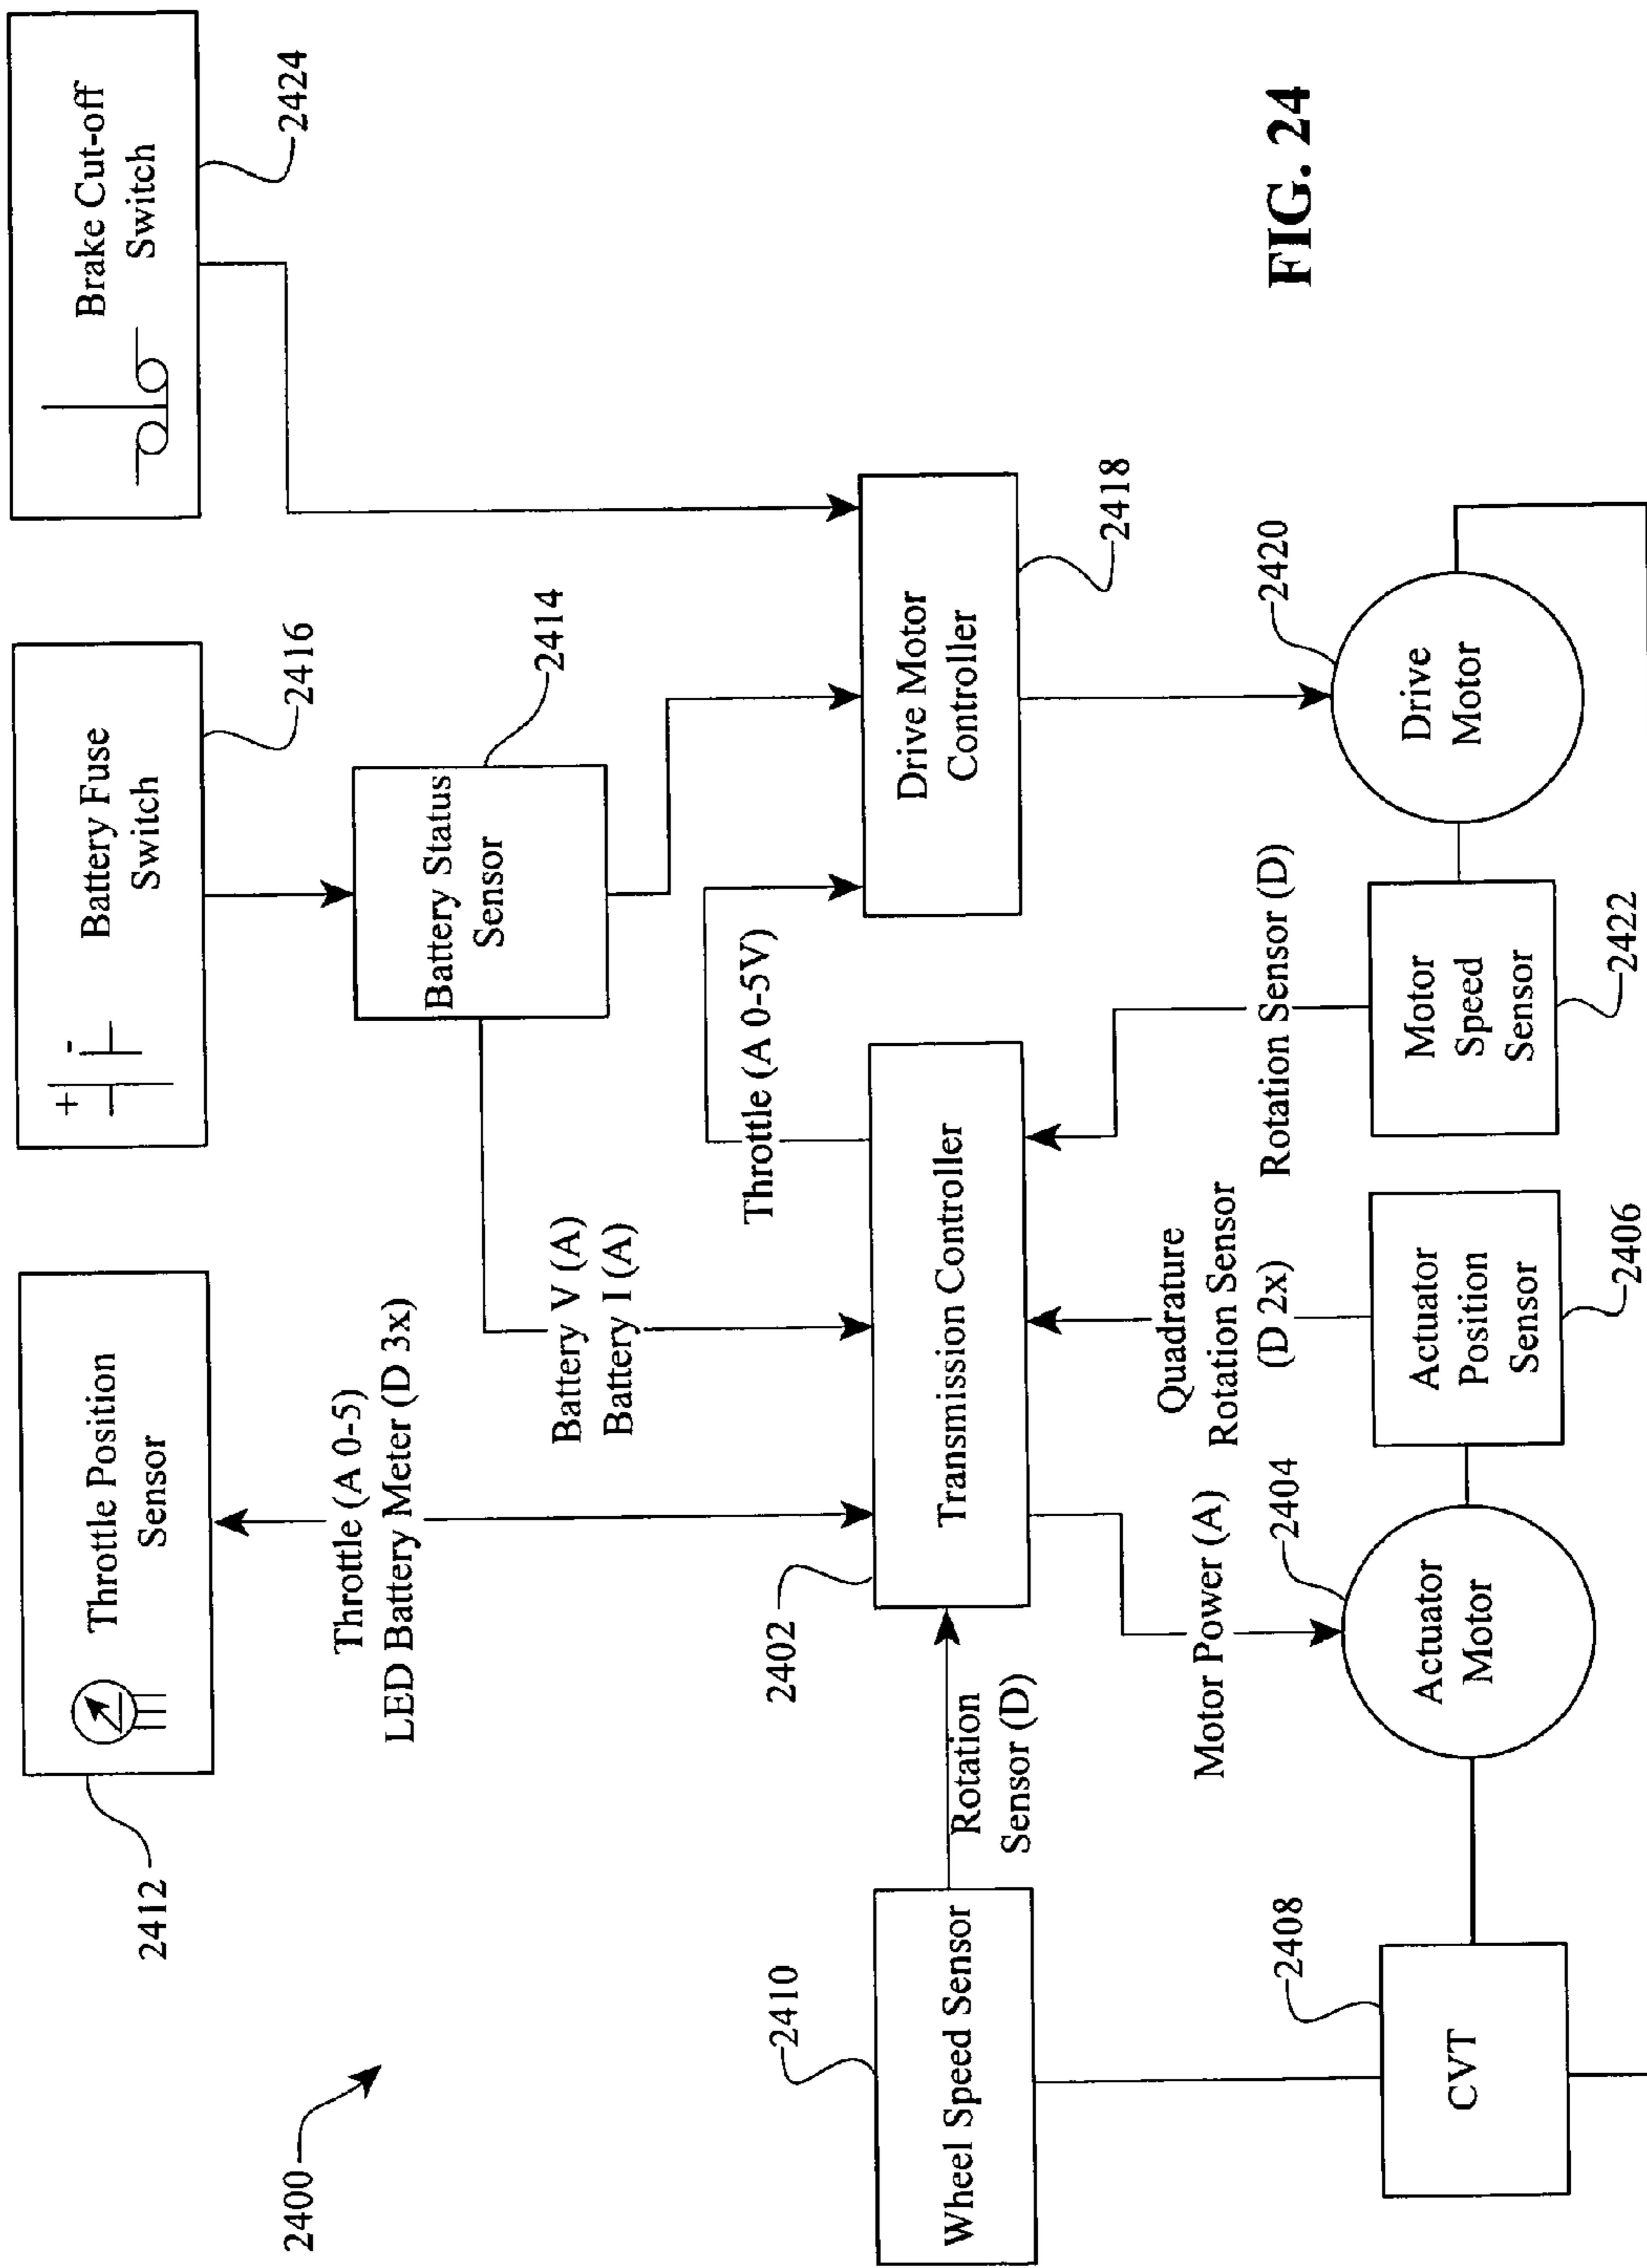 2400
2412
Throttle Position
Sensor
+
-
Battery Fuse
Switch
2416
Brake Cut-off
Switch
2424
Throttle (A 0-5)
LED Battery Meter (D 3x)
Battery Status
Sensor
2414
Battery V (A)
Battery I (A)
Throttle (A 0-5V)
2410
Wheel Speed Sensor
Rotation
Sensor (D)
2402
Transmission Controller
Drive Motor
Controller
2418
Motor Power (A)
Quadrature
Rotation Sensor
(D 2x)
Rotation Sensor (D)
2408
CVT
2404
Actuator
Motor
Actuator
Position
Sensor
2406
Motor
Speed
Sensor
2422
Drive
Motor
2420
FIG. 24